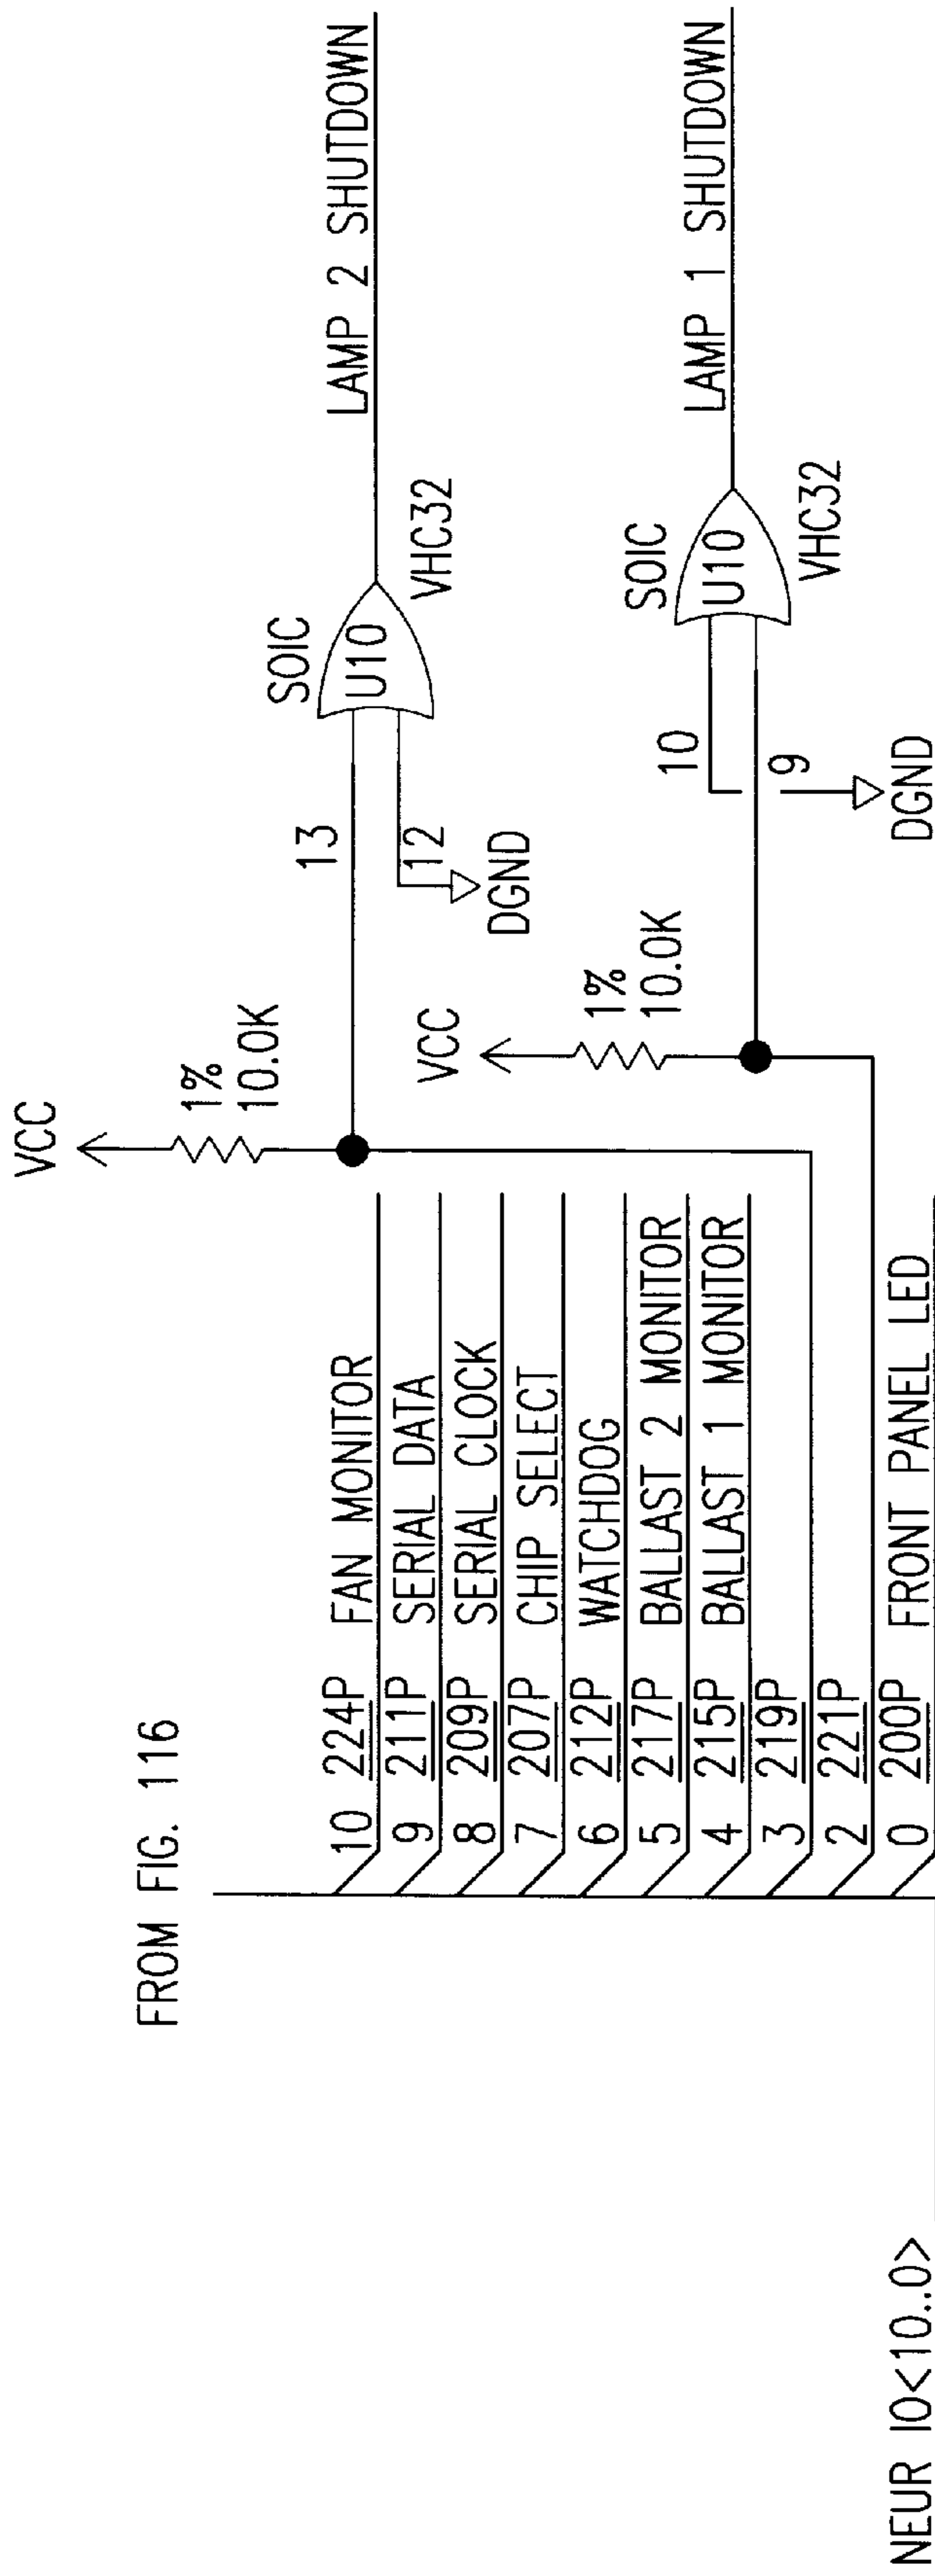 FROM FIG. 116
VCC
1%
10.0K
10 224P FAN MONITOR
9 211P SERIAL DATA
8 209P SERIAL CLOCK
7 207P CHIP SELECT
6 212P WATCHDOG
5 217P BALLAST 2 MONITOR
4 215P BALLAST 1 MONITOR
3 219P
2 221P
0 200P FRONT PANEL LED
NEUR IO<10..0>
13
12
DGND
SOIC
U10
VHC32
LAMP 2 SHUTDOWN
VCC
1%
10.0K
10
9
DGND
SOIC
U10
VHC32
LAMP 1 SHUTDOWN